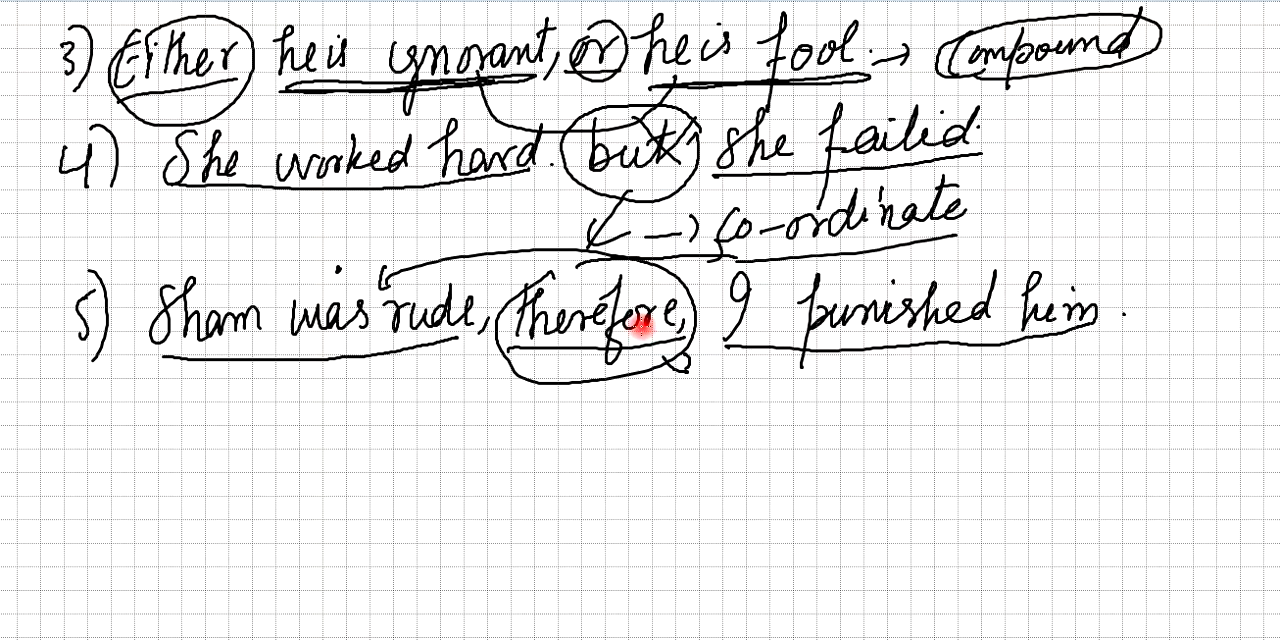 3) Either he is ignorant, or he is fool. → Compound
4) She worked hard. but she failed.
→ Co-ordinate
5) Sham was rude, therefore, I punished him.